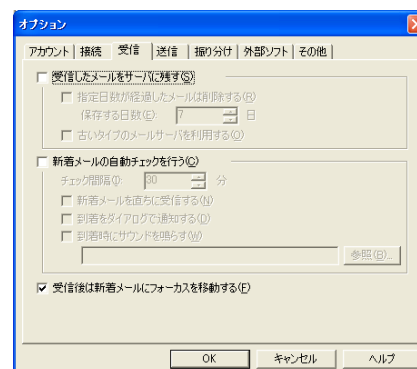 オプション
アカウント 接続 受信 送信 振り分け 外部ソフト その他
受信したメールをサーバに残す(S)
指定日数が経過したメールは削除する(R)
保存する日数(E): 7 日
古いタイプのメールサーバを利用する(O)
新着メールの自動チェックを行う(C)
チェック間隔(I): 30 分
新着メールを直ちに受信する(N)
到着をダイアログで通知する(D)
到着時にサウンドを鳴らす(W)
参照(B)...
受信後は新着メールにフォーカスを移動する(F)
OK キャンセル ヘルプ